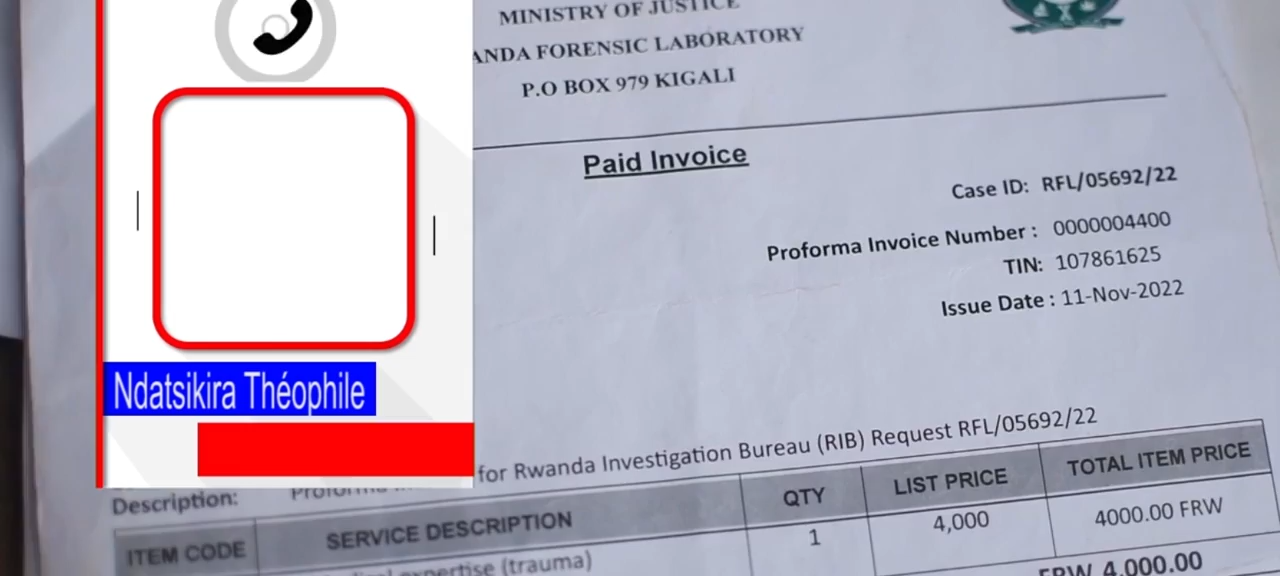 MINISTRY OF JUSTICE
ANDA FORENSIC LABORATORY
P.O BOX 979 KIGALI
Paid Invoice
Case ID: RFL/05692/22
Proforma Invoice Number : 0000004400
TIN: 107861625
Issue Date : 11-Nov-2022
Ndatsikira Théophile
for Rwanda Investigation Bureau (RIB) Request RFL/05692/22
Description:
ITEM CODE SERVICE DESCRIPTION QTY LIST PRICE TOTAL ITEM PRICE
expertise (trauma) 1 4,000 4000.00 FRW
FRW 4,000.00